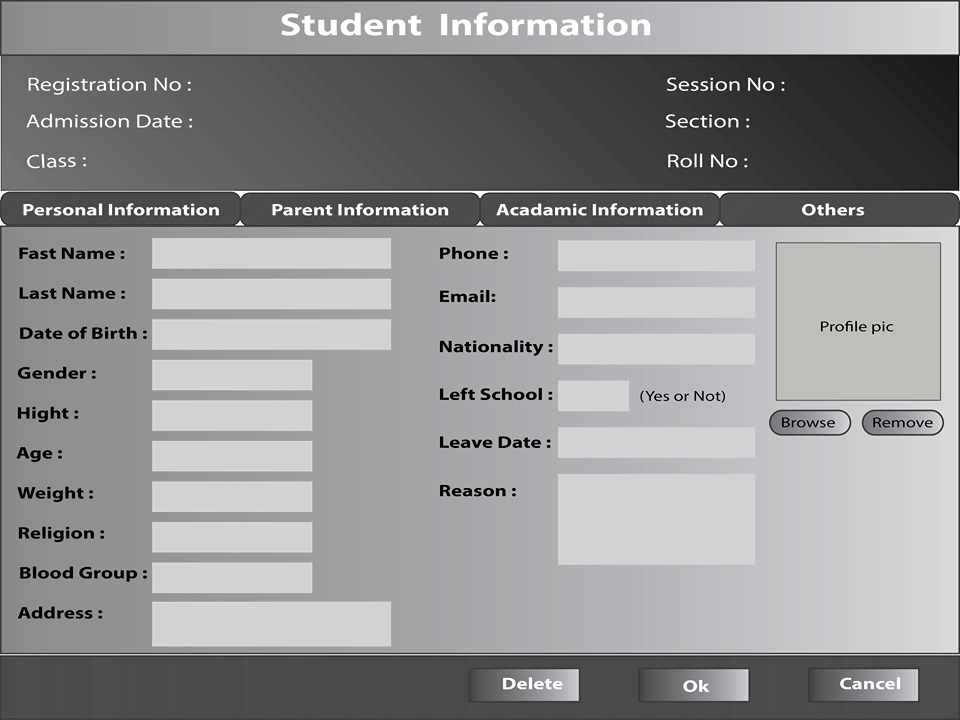 Student Information
Registration No :
Session No :
Admission Date :
Section :
Class :
Roll No :
Personal Information
Parent Information
Acadamic Information
Others
Fast Name :
Last Name :
Date of Birth :
Gender :
Hight :
Age :
Weight :
Religion :
Blood Group :
Address :
Phone :
Email:
Nationality :
Left School :
(Yes or Not)
Leave Date :
Reason :
Profile pic
Browse
Remove
Delete
Ok
Cancel